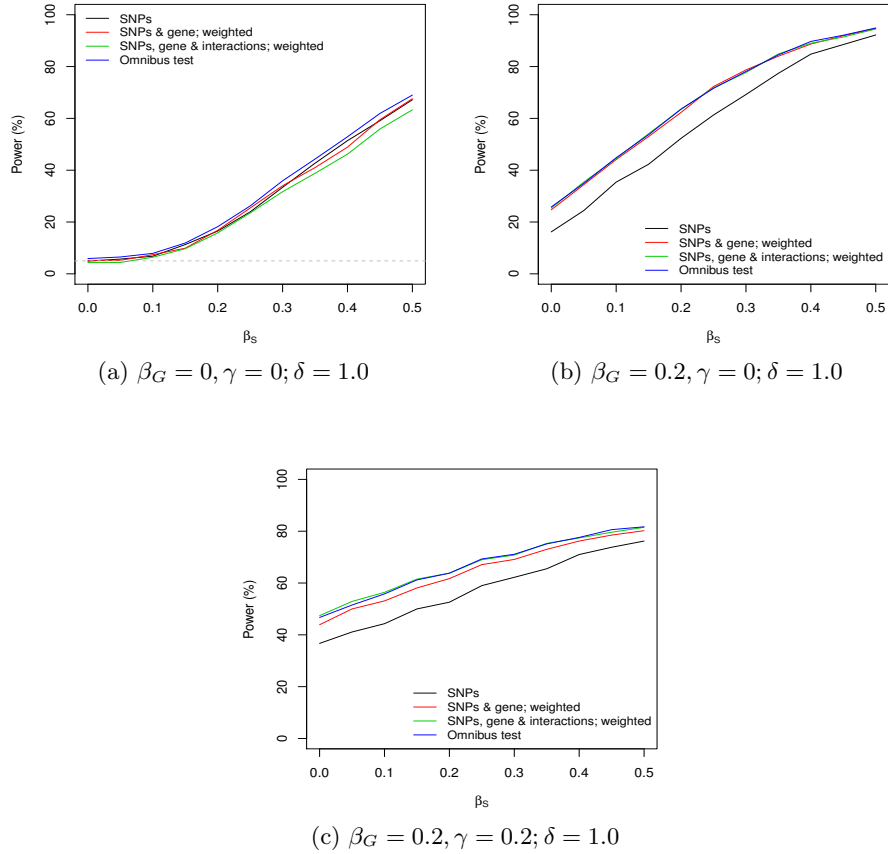 SNPs
SNPs & gene; weighted
SNPs, gene & interactions; weighted
Omnibus test
Power (%)
0 20 40 60 80 100
0.0 0.1 0.2 0.3 0.4 0.5
βS
(a) βG = 0, γ = 0; δ = 1.0
SNPs
SNPs & gene; weighted
SNPs, gene & interactions; weighted
Omnibus test
Power (%)
0 20 40 60 80 100
0.0 0.1 0.2 0.3 0.4 0.5
βS
(b) βG = 0.2, γ = 0; δ = 1.0
SNPs
SNPs & gene; weighted
SNPs, gene & interactions; weighted
Omnibus test
Power (%)
0 20 40 60 80 100
0.0 0.1 0.2 0.3 0.4 0.5
βS
(c) βG = 0.2, γ = 0.2; δ = 1.0